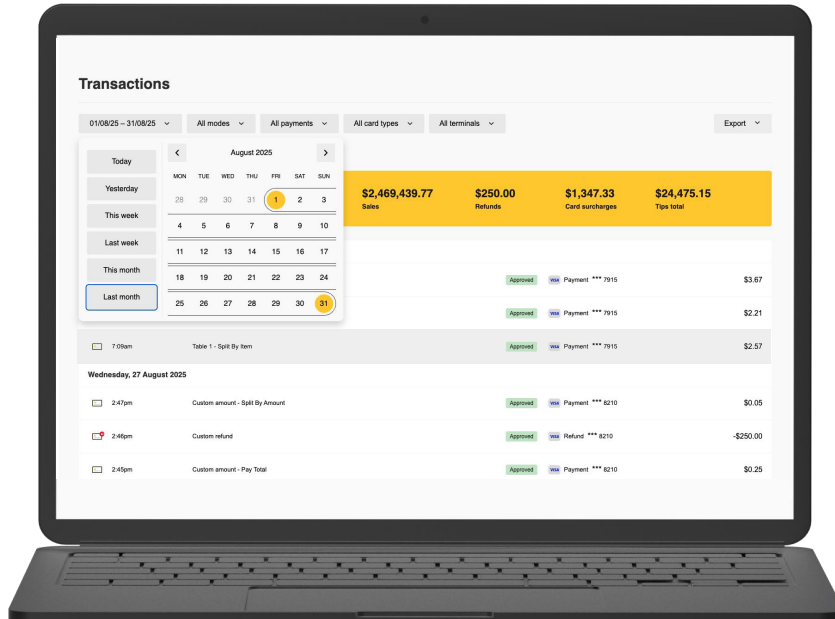 Transactions
01/08/25 – 31/08/25 All modes All payments All card types All terminals Export
Today
Yesterday
This week
Last week
This month
Last month
August 2025
MON TUE WED THU FRI SAT SUN
28 29 30 31 1 2 3
4 5 6 7 8 9 10
11 12 13 14 15 16 17
18 19 20 21 22 23 24
25 26 27 28 29 30 31
$2,469,439.77 $250.00 $1,347.33 $24,475.15
Sales Refunds Card surcharges Tips total
Approved VISA Payment *** 7915 $3.67
Approved VISA Payment *** 7915 $2.21
7:09am Table 1 - Split By Item Approved VISA Payment *** 7915 $2.57
Wednesday, 27 August 2025
2:47pm Custom amount - Split By Amount Approved VISA Payment *** 8210 $0.05
2:46pm Custom refund Approved VISA Refund *** 8210 -$250.00
2:45pm Custom amount - Pay Total Approved VISA Payment *** 8210 $0.25